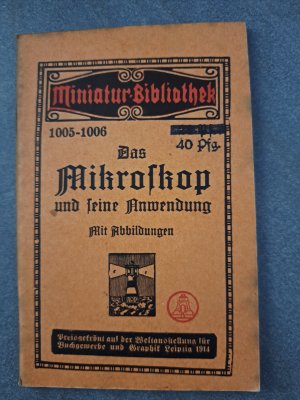 Miniatur-Bibliothek
1005-1006
40 Pfg.
Das
Mikroſkop
und ſeine Anwendung
Mit Abbildungen
Preisgekrönt auf der Weltausſtellung für
Buchgewerbe und Graphik Leipzig 1914